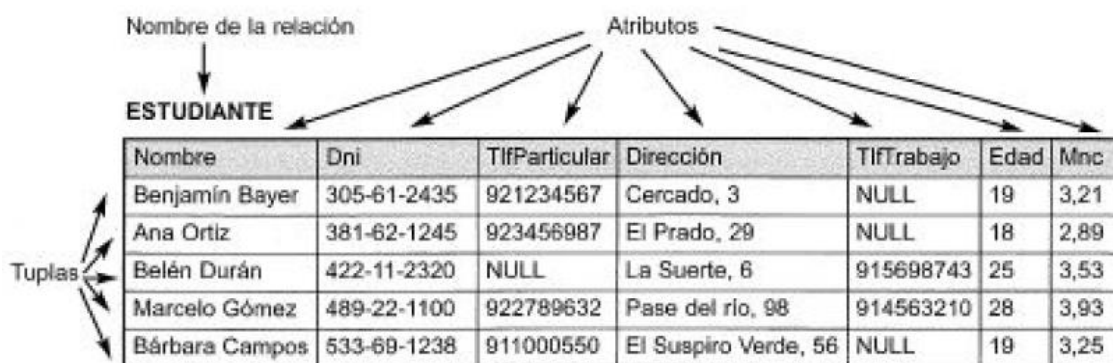 Nombre de la relación Atributos
ESTUDIANTE
Nombre Dni TlfParticular Dirección TlfTrabajo Edad Mnc
Benjamín Bayer 305-61-2435 921234567 Cercado, 3 NULL 19 3,21
Ana Ortiz 381-62-1245 923456987 El Prado, 29 NULL 18 2,89
Tuplas Belén Durán 422-11-2320 NULL La Suerte, 6 915698743 25 3,53
Marcelo Gómez 489-22-1100 922789632 Pase del río, 98 914563210 28 3,93
Bárbara Campos 533-69-1238 911000550 El Suspiro Verde, 56 NULL 19 3,25